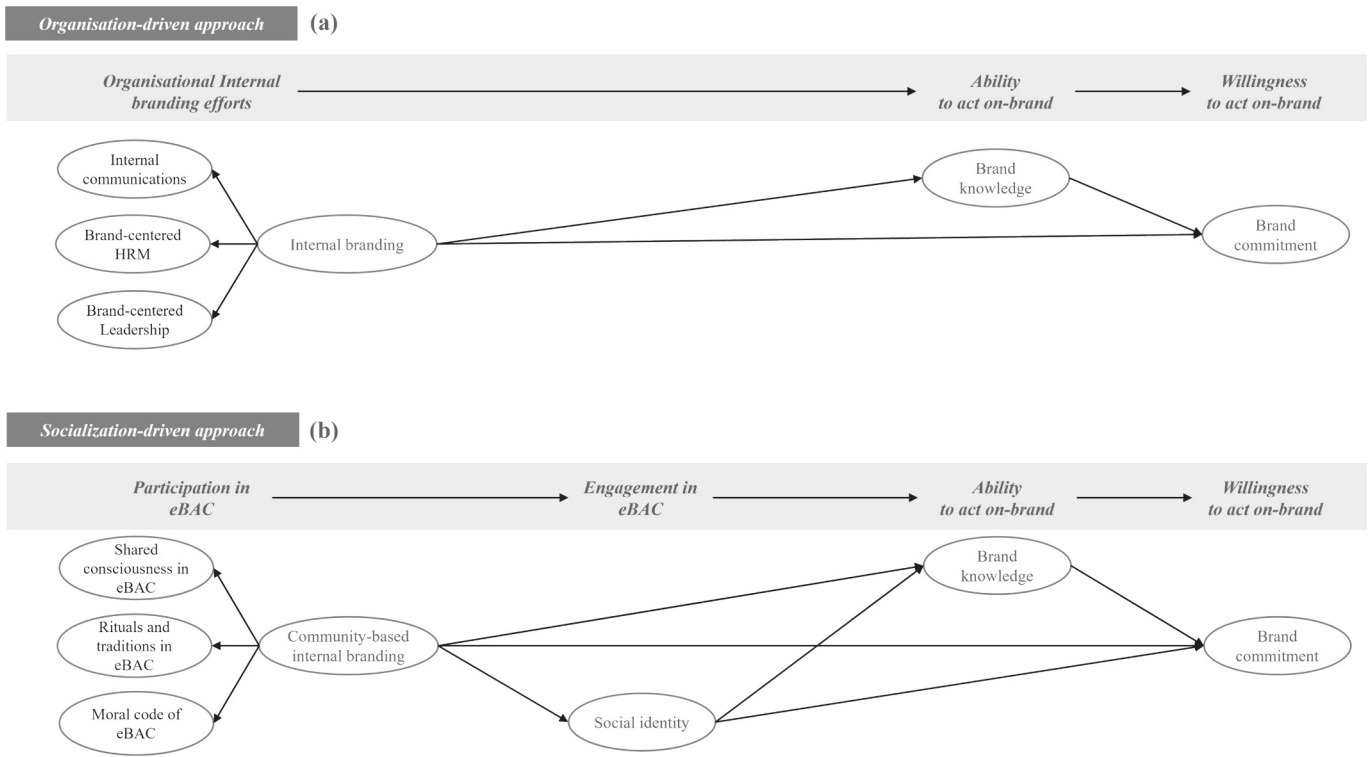 Organisation-driven approach (a)
Organisational Internal
branding efforts
Ability
to act on-brand
Willingness
to act on-brand
Internal
communications
Brand-centered
HRM
Brand-centered
Leadership
Internal branding
Brand
knowledge
Brand
commitment
Socialization-driven approach (b)
Participation in
eBAC
Engagement in
eBAC
Ability
to act on-brand
Willingness
to act on-brand
Shared
consciousness in
eBAC
Rituals and
traditions in
eBAC
Moral code of
eBAC
Community-based
internal branding
Social identity
Brand
knowledge
Brand
commitment